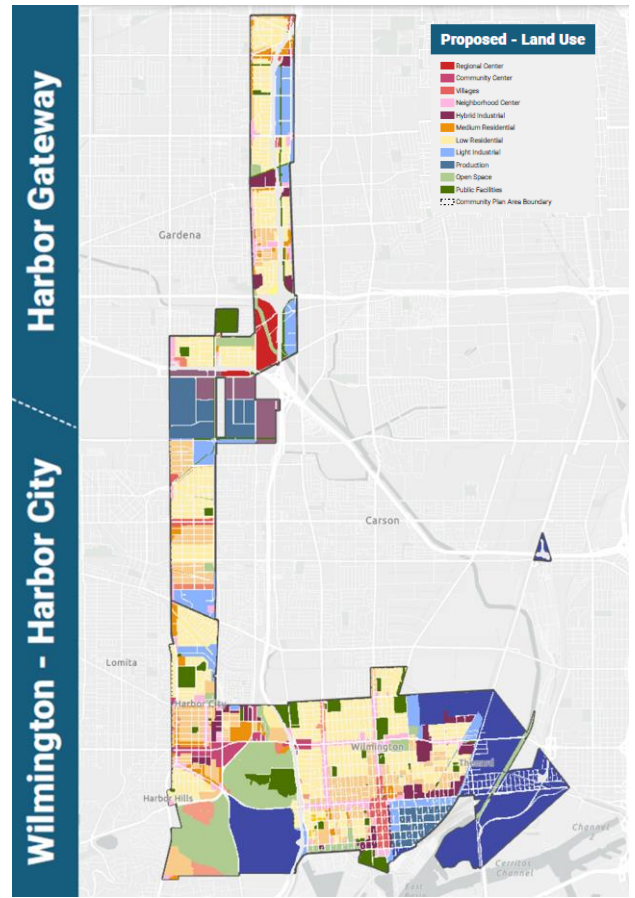 Harbor Gateway
Wilmington - Harbor City
Proposed - Land Use
Regional Center
Community Center
Villages
Neighborhood Center
Hybrid Industrial
Medium Residential
Low Residential
Light Industrial
Production
Open Space
Public Facilities
Community Plan Area Boundary
Gardena
Carson
Lomita
Harbor City
Wilmington
Harbor Hills
Channel
2
Cerritos
Channel
East